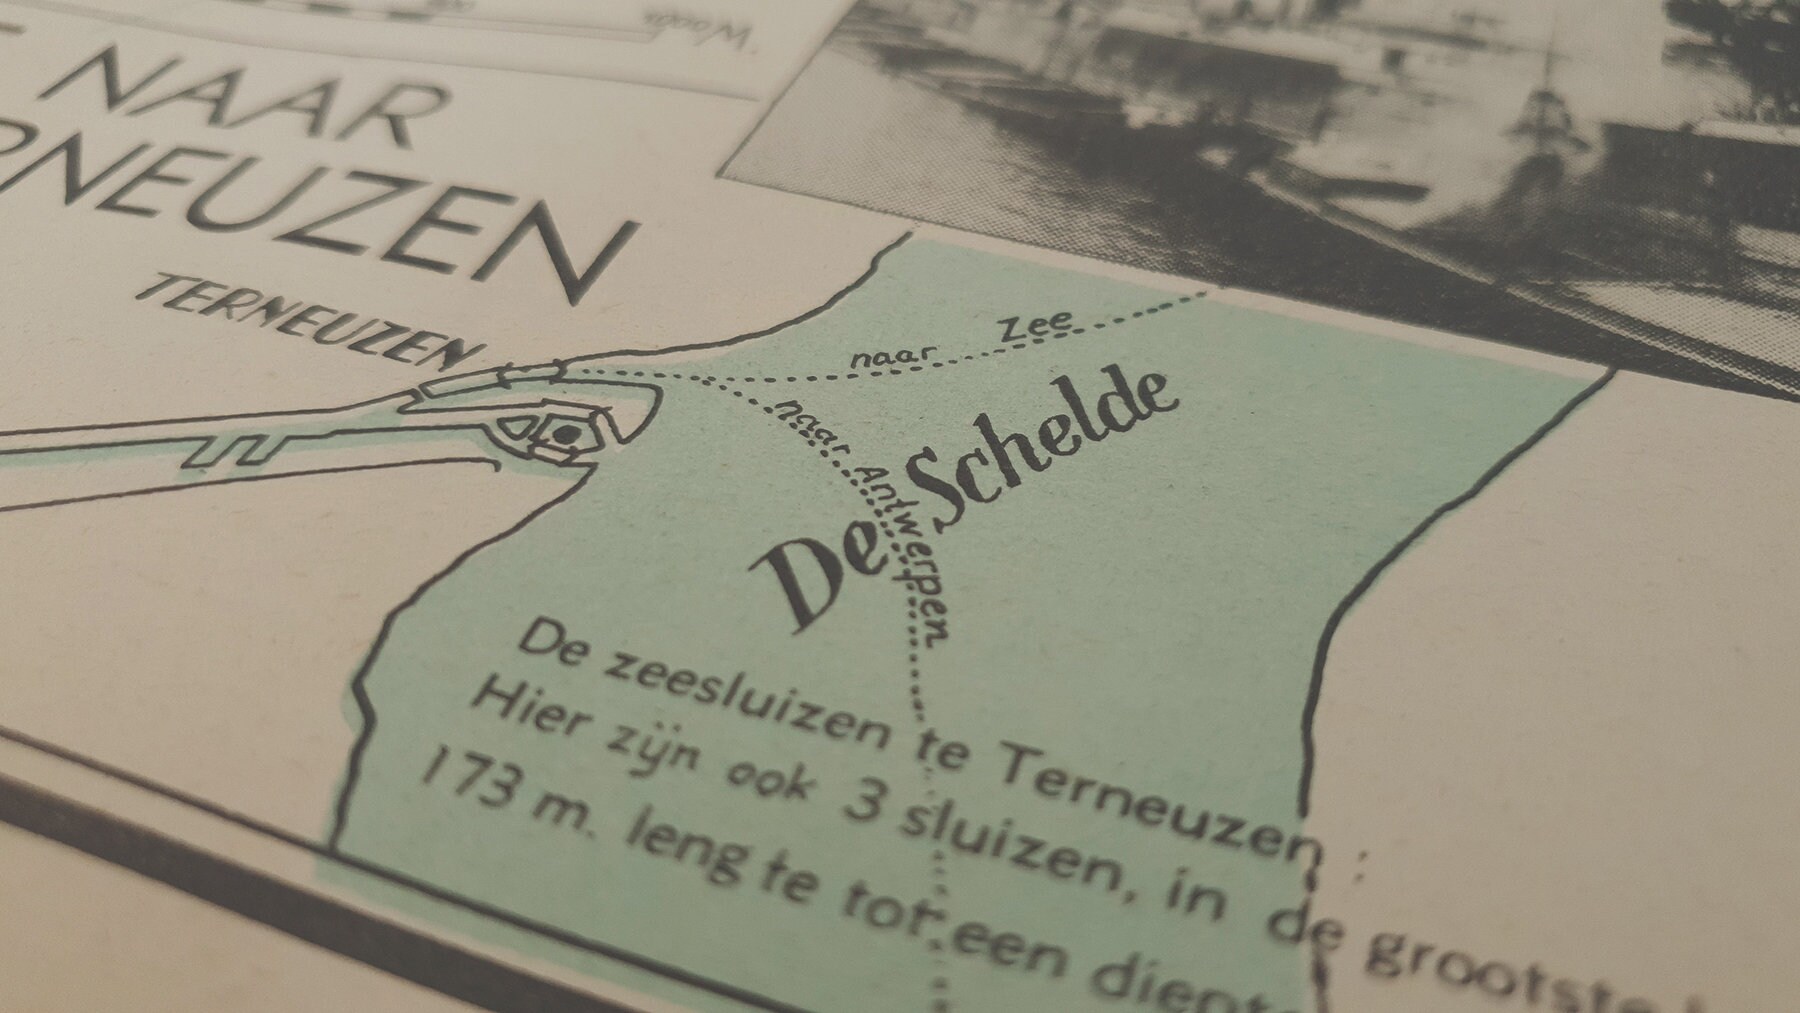 NAAR
RNEUZEN
TERNEUZEN
naar Zee
naar Antwerpen
De Schelde
De zeesluizen te Terneuzen:
Hier zijn ook 3 sluizen, in de grootste
173 m. lengte tot een diept